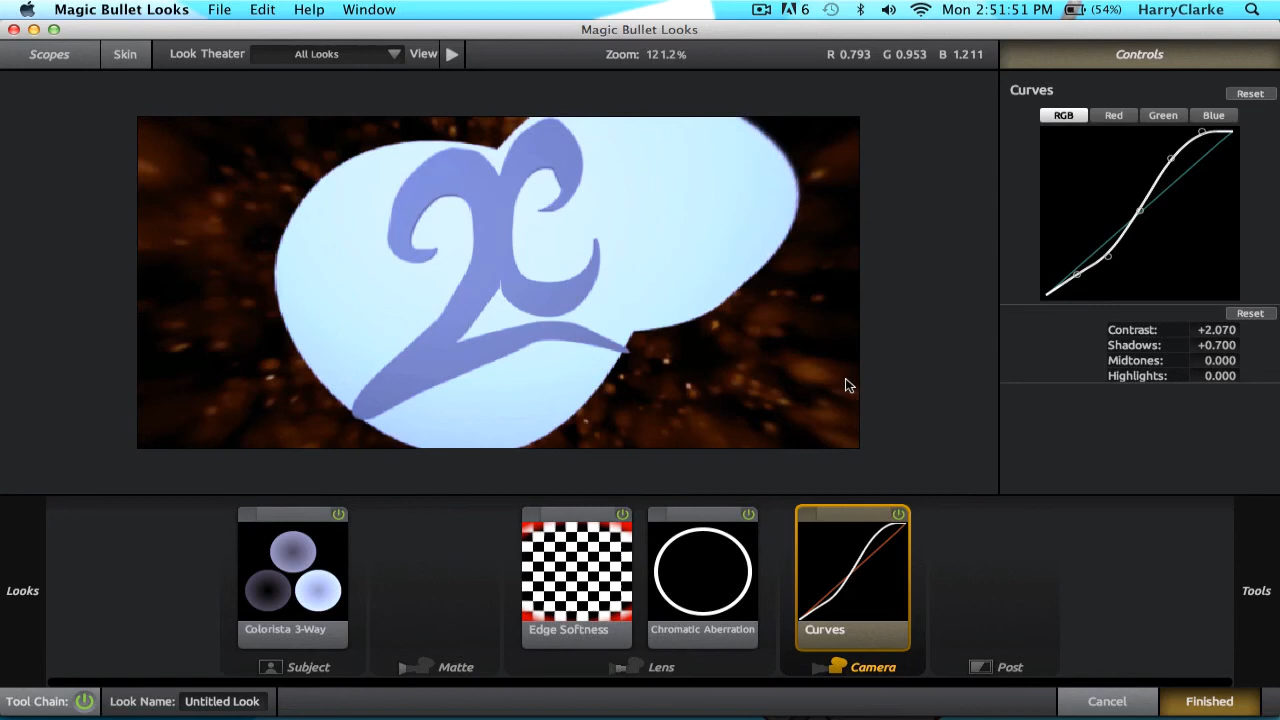 Magic Bullet Looks File Edit Help Window 6 Mon 2:51:51 PM (54%) HarryClarke
Magic Bullet Looks
Scopes Skin Look Theater All Looks View Zoom: 121.2% R 0.793 G 0.953 B 1.211 Controls
Curves Reset
RGB Red Green Blue
Reset
Contrast: +2.070
Shadows: +0.700
Midtones: 0.000
Highlights: 0.000
2C
Looks Tools
Colorista 3-Way Edge Softness Chromatic Aberration Curves
Subject Matte Lens Camera Post
Tool Chain: Look Name: Untitled Look Cancel Finished